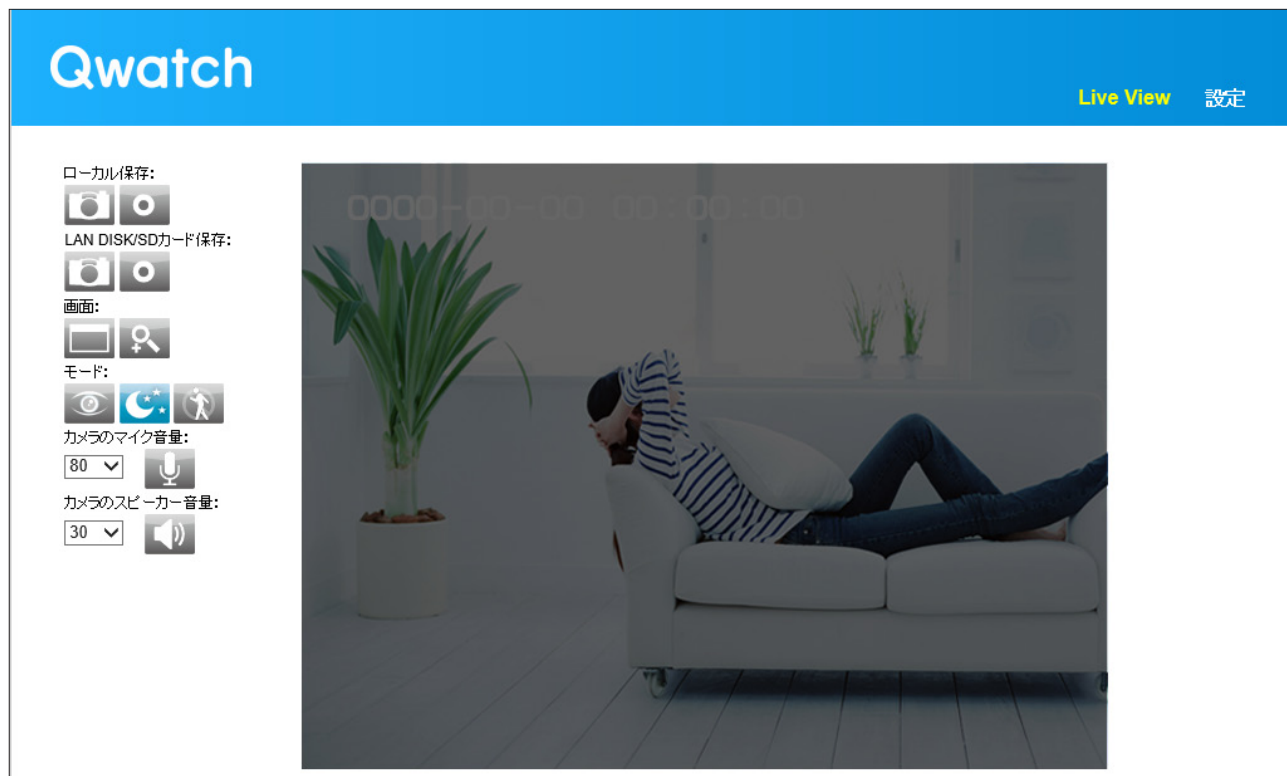 Qwatch
Live View 設定
ローカル保存:
LAN DISK/SDカード保存:
画面:
モード:
カメラのマイク音量:
80
カメラのスピーカー音量:
30
0000-00-00 00:00:00